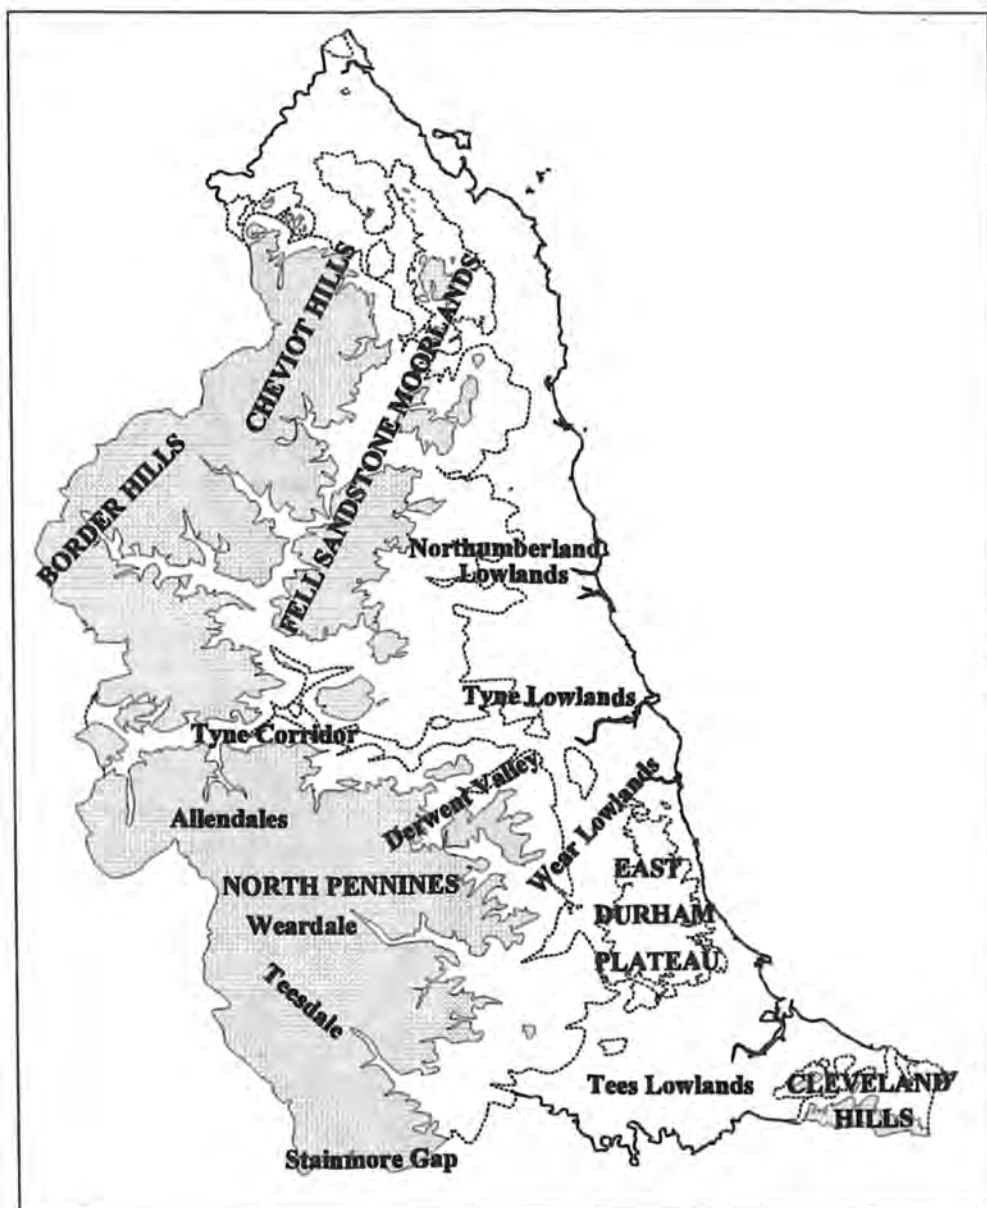 CHEVIOT HILLS
FELL SANDSTONE MOORLANDS
BORDER HILLS
Northumberland
Lowlands
Tyne Lowlands
Tyne Corridor
Derwent Valley
Wear Lowlands
Allendales
EAST
DURHAM
PLATEAU
NORTH PENNINES
Weardale
Teesdale
Tees Lowlands
CLEVELAND
HILLS
Stainmore Gap